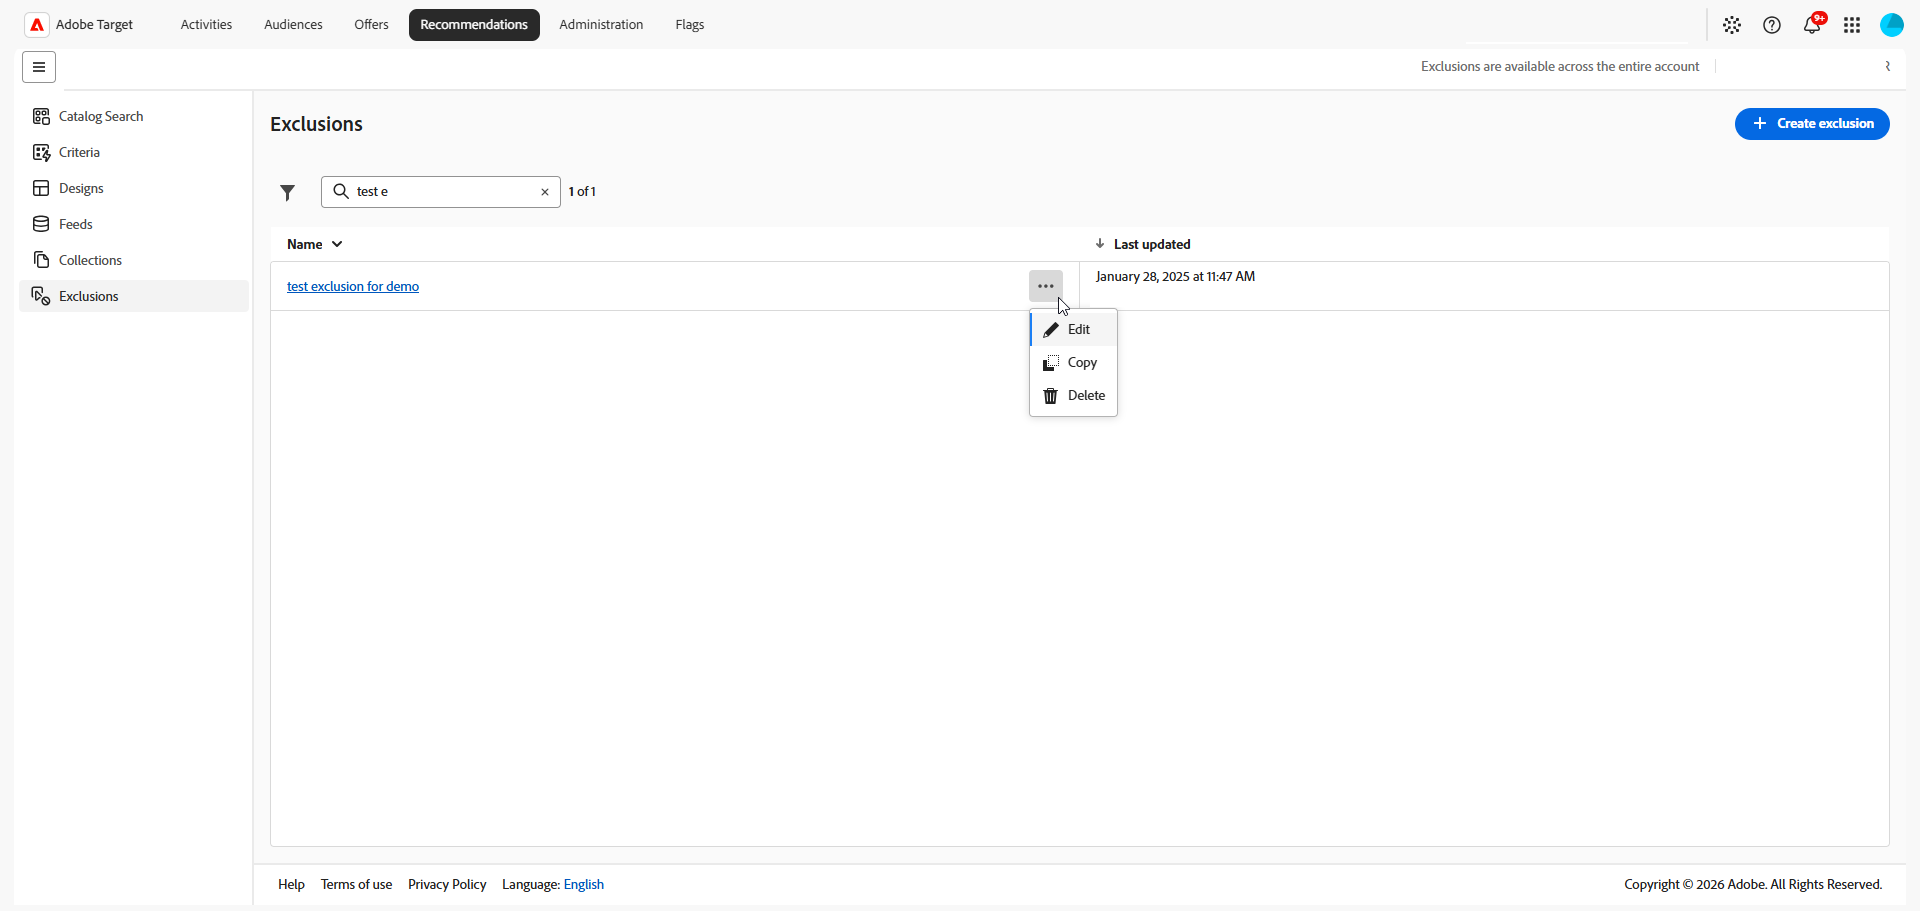 Adobe Target Activities Audiences Offers Recommendations Administration Flags 9+
Exclusions are available across the entire account
Catalog Search
Criteria
Designs
Feeds
Collections
Exclusions
Exclusions
Create exclusion
test e 1 of 1
Name Last updated
test exclusion for demo January 28, 2025 at 11:47 AM
Edit
Copy
Delete
Help Terms of use Privacy Policy Language: English Copyright © 2026 Adobe. All Rights Reserved.